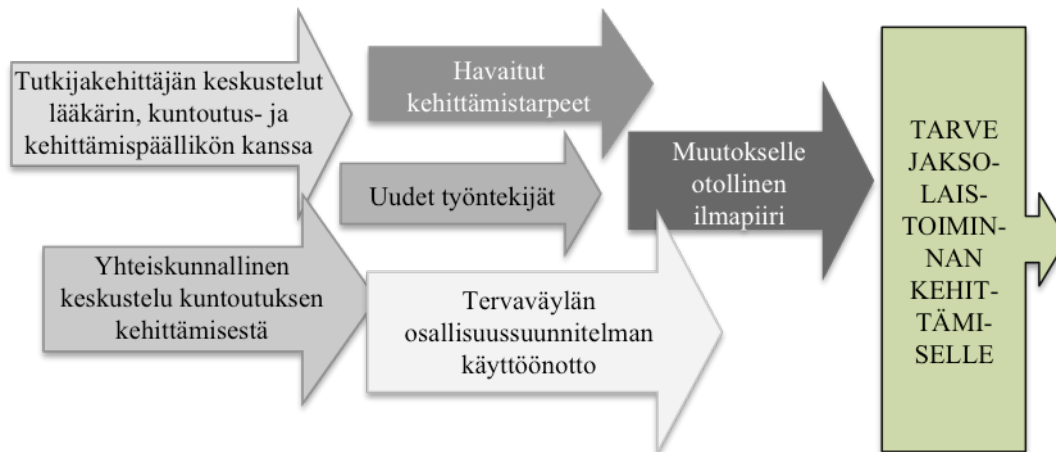 Tutkijakehittäjän keskustelut
lääkärin, kuntoutus- ja
kehittämispäällikön kanssa
Havaitut
kehittämistarpeet
Uudet työntekijät
Muutokselle
otollinen
ilmapiiri
Yhteiskunnallinen
keskustelu kuntoutuksen
kehittämisestä
Tervaväylän
osallisuussuunnitelman
käyttöönotto
TARVE
JAKSO-
LAIS-
TOIMIN-
NAN
KEHIT-
TÄMI-
SELLE